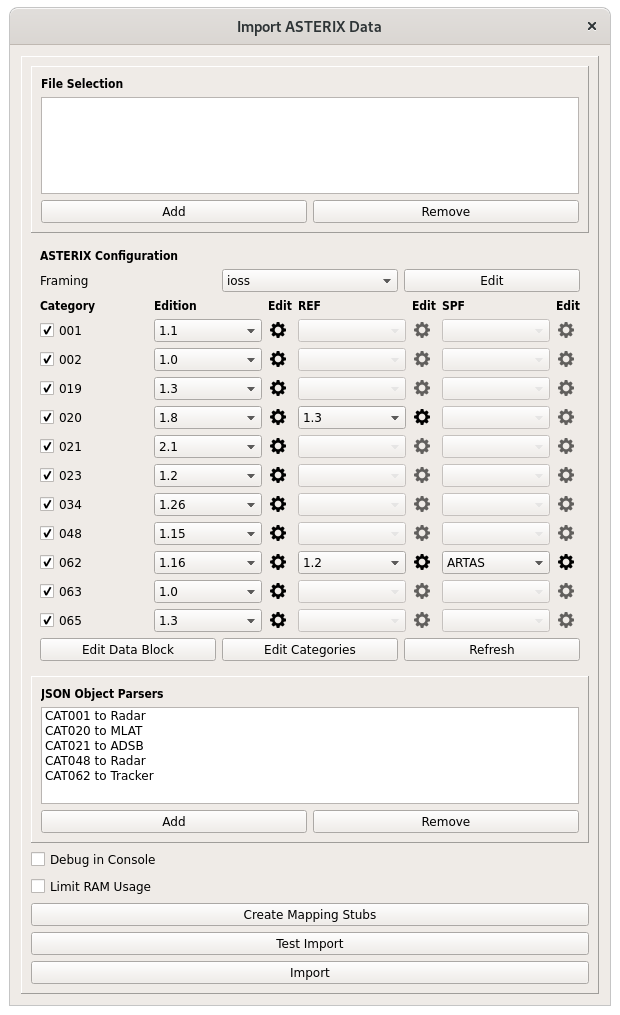 Import ASTERIX Data
File Selection
Add Remove
ASTERIX Configuration
Framing ioss Edit
Category Edition Edit REF Edit SPF Edit
001 1.1
002 1.0
019 1.3
020 1.8 1.3
021 2.1
023 1.2
034 1.26
048 1.15
062 1.16 1.2 ARTAS
063 1.0
065 1.3
Edit Data Block Edit Categories Refresh
JSON Object Parsers
CAT001 to Radar
CAT020 to MLAT
CAT021 to ADSB
CAT048 to Radar
CAT062 to Tracker
Add Remove
Debug in Console
Limit RAM Usage
Create Mapping Stubs
Test Import
Import